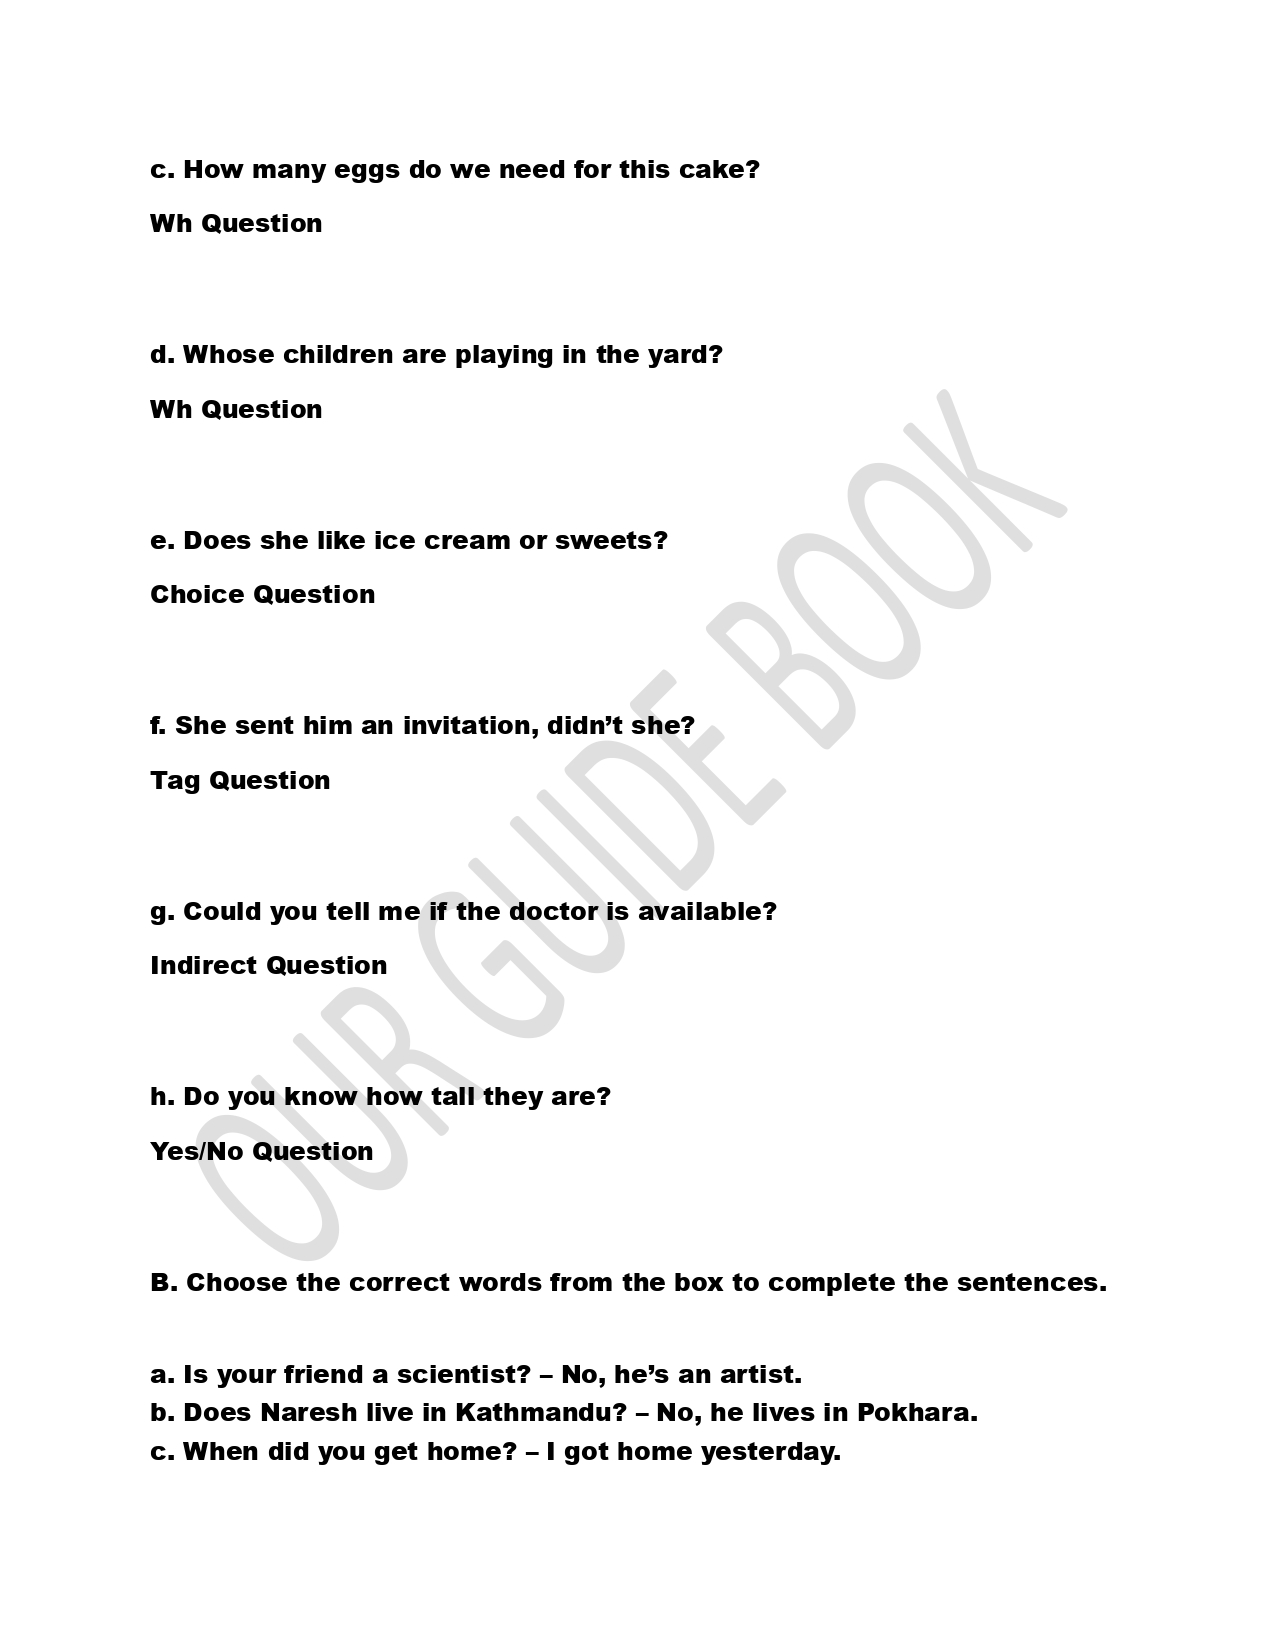 c. How many eggs do we need for this cake?
Wh Question
d. Whose children are playing in the yard?
Wh Question
e. Does she like ice cream or sweets?
Choice Question
f. She sent him an invitation, didn’t she?
Tag Question
g. Could you tell me if the doctor is available?
Indirect Question
h. Do you know how tall they are?
Yes/No Question
B. Choose the correct words from the box to complete the sentences.
a. Is your friend a scientist? – No, he’s an artist.
b. Does Naresh live in Kathmandu? – No, he lives in Pokhara.
c. When did you get home? – I got home yesterday.
OUR GUIDE BOOK